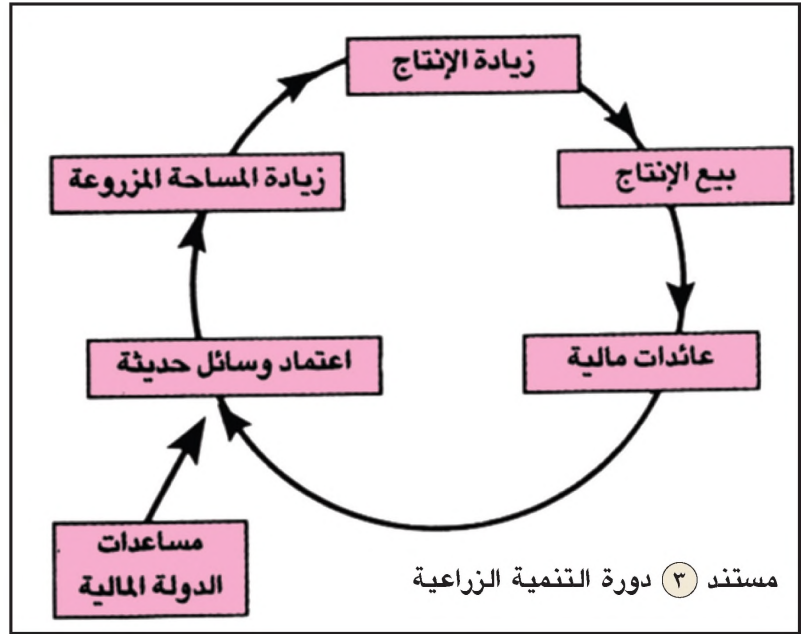 زيادة الإنتاج
بيع الإنتاج
زيادة المساحة المزروعة
عائدات مالية
اعتماد وسائل حديثة
مساعدات
الدولة المالية
مستند ٣ دورة التنمية الزراعية